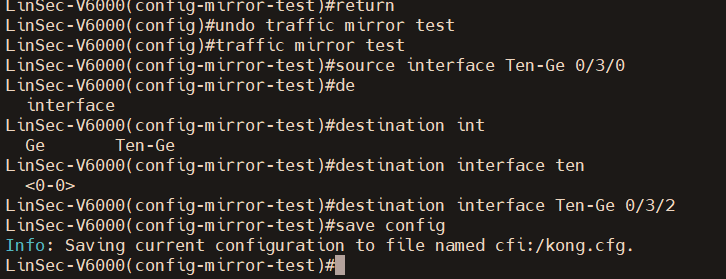 LinSec-V6000(config-mirror-test)#return
LinSec-V6000(config)#undo traffic mirror test
LinSec-V6000(config)#traffic mirror test
LinSec-V6000(config-mirror-test)#source interface Ten-Ge 0/3/0
LinSec-V6000(config-mirror-test)#de
interface
LinSec-V6000(config-mirror-test)#destination int
Ge Ten-Ge
LinSec-V6000(config-mirror-test)#destination interface ten
<0-0>
LinSec-V6000(config-mirror-test)#destination interface Ten-Ge 0/3/2
LinSec-V6000(config-mirror-test)#save config
Info: Saving current configuration to file named cfi:/kong.cfg.
LinSec-V6000(config-mirror-test)#